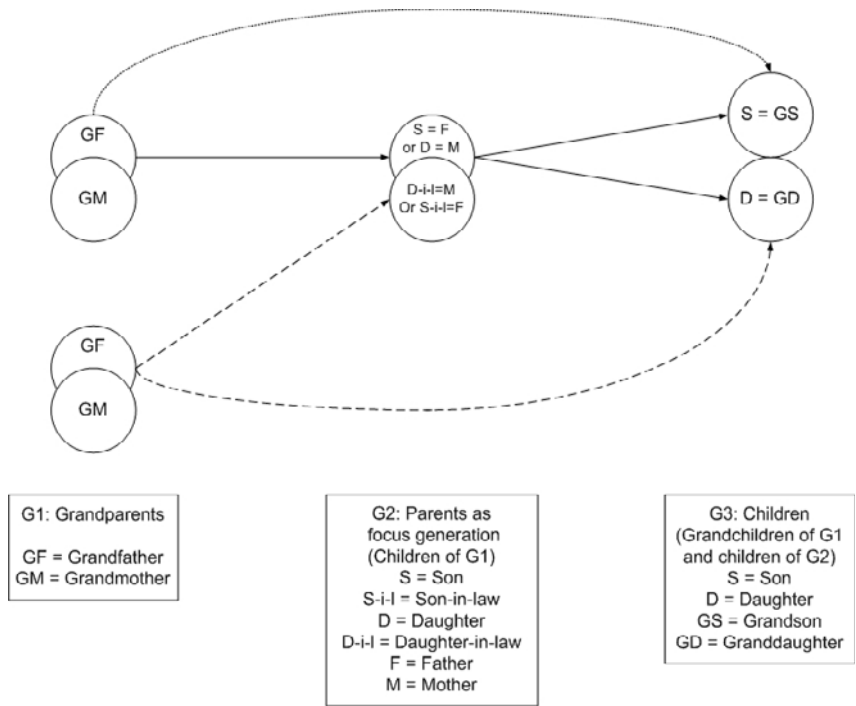 GF
GM
S = F
or D = M
D-i-l=M
Or S-i-l=F
S = GS
D = GD
GF
GM
G1: Grandparents
GF = Grandfather
GM = Grandmother
G2: Parents as
focus generation
(Children of G1)
S = Son
S-i-l = Son-in-law
D = Daughter
D-i-l = Daughter-in-law
F = Father
M = Mother
G3: Children
(Grandchildren of G1
and children of G2)
S = Son
D = Daughter
GS = Grandson
GD = Granddaughter